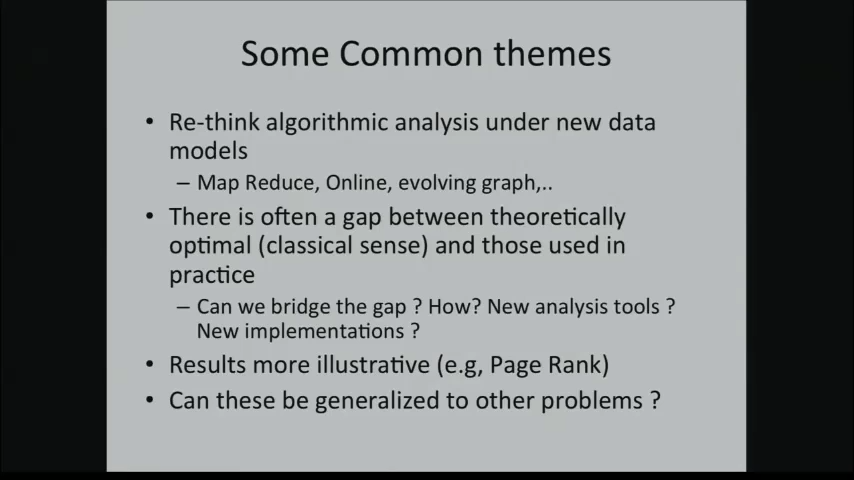 Some Common themes
• Re-think algorithmic analysis under new data
models
– Map Reduce, Online, evolving graph,..
• There is often a gap between theoretically
optimal (classical sense) and those used in
practice
– Can we bridge the gap ? How? New analysis tools ?
New implementations ?
• Results more illustrative (e.g, Page Rank)
• Can these be generalized to other problems ?